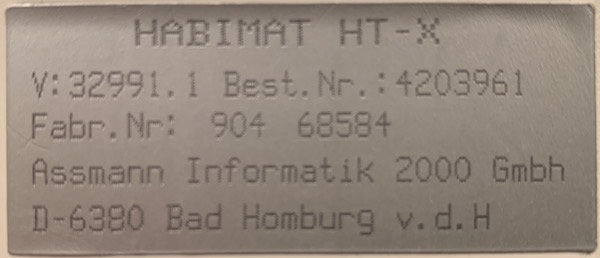 HABIMAT HT-X
V:32991.1 Best.Nr.:4203961
Fabr.Nr: 904 68584
Assmann Informatik 2000 Gmbh
D-6380 Bad Homburg v.d.H